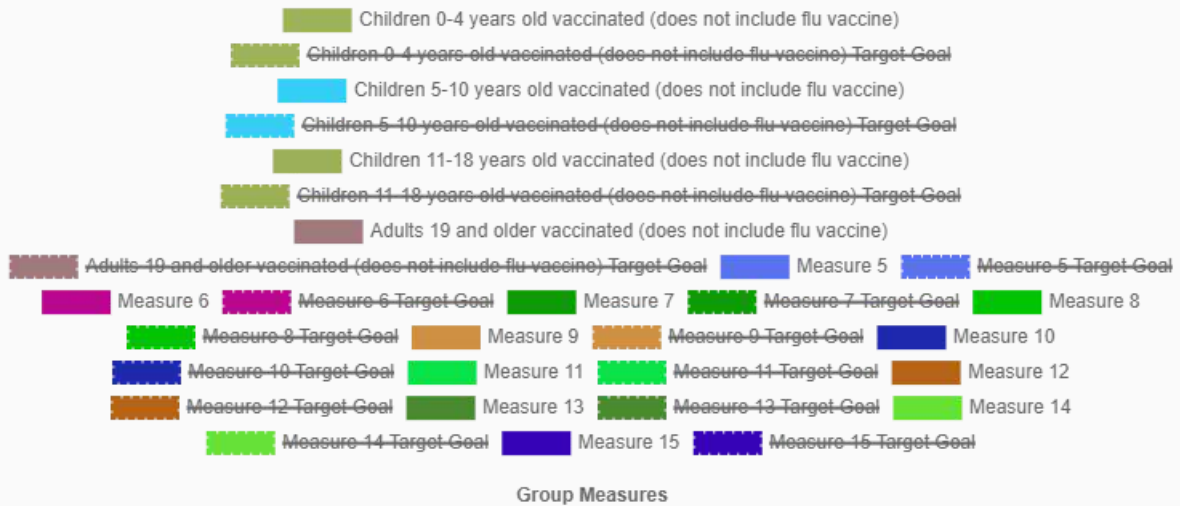 Children 0-4 years old vaccinated (does not include flu vaccine)
Children 0-4 years old vaccinated (does not include flu vaccine) Target Goal
Children 5-10 years old vaccinated (does not include flu vaccine)
Children 5-10 years old vaccinated (does not include flu vaccine) Target Goal
Children 11-18 years old vaccinated (does not include flu vaccine)
Children 11-18 years old vaccinated (does not include flu vaccine) Target Goal
Adults 19 and older vaccinated (does not include flu vaccine)
Adults 19 and older vaccinated (does not include flu vaccine) Target Goal Measure 5 Measure 5 Target Goal
Measure 6 Measure 6 Target Goal Measure 7 Measure 7 Target Goal Measure 8
Measure 8 Target Goal Measure 9 Measure 9 Target Goal Measure 10
Measure 10 Target Goal Measure 11 Measure 11 Target Goal Measure 12
Measure 12 Target Goal Measure 13 Measure 13 Target Goal Measure 14
Measure 14 Target Goal Measure 15 Measure 15 Target Goal
Group Measures